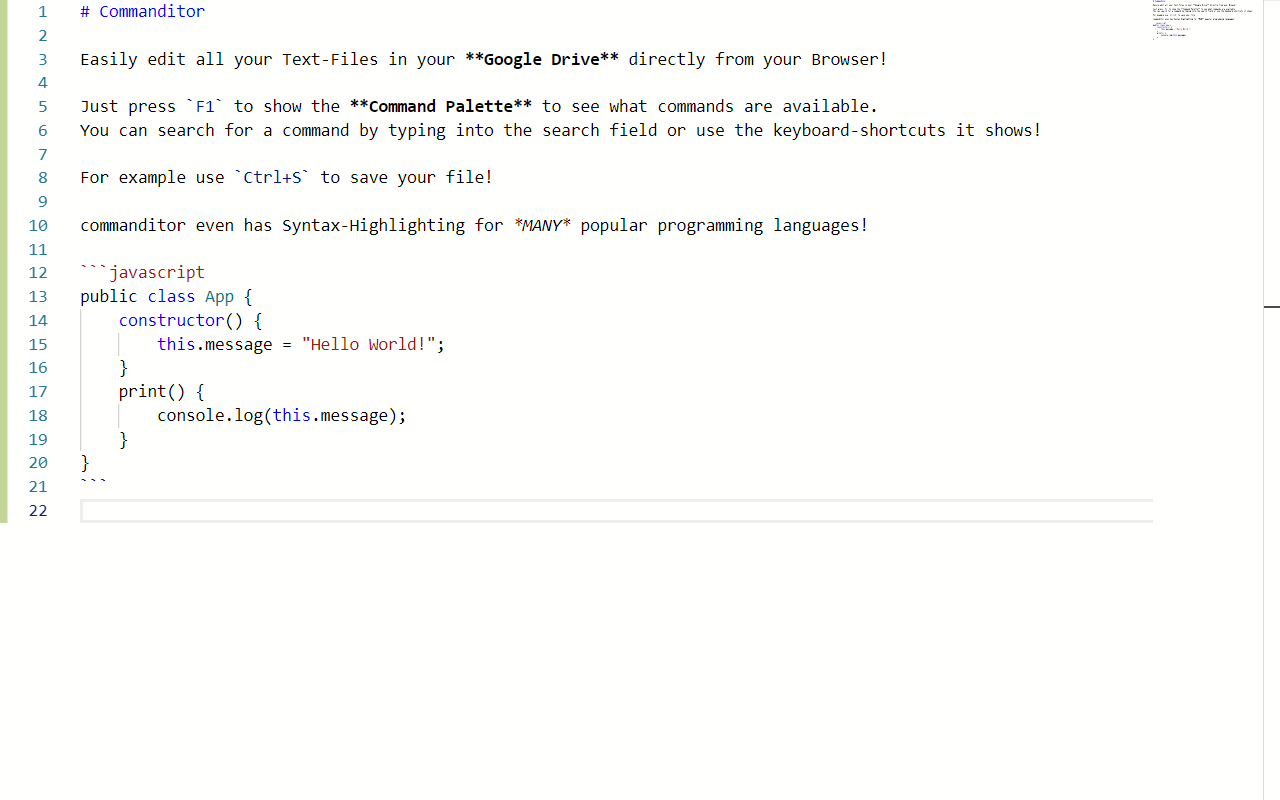 1 # Commanditor
2
3 Easily edit all your Text-Files in your **Google Drive** directly from your Browser!
4
5 Just press `F1` to show the **Command Palette** to see what commands are available.
6 You can search for a command by typing into the search field or use the keyboard-shortcuts it shows!
7
8 For example use `Ctrl+S` to save your file!
9
10 commanditor even has Syntax-Highlighting for *MANY* popular programming languages!
11
12 ```javascript
13 public class App {
14     constructor() {
15         this.message = "Hello World!";
16     }
17     print() {
18         console.log(this.message);
19     }
20 }
21 ```
22